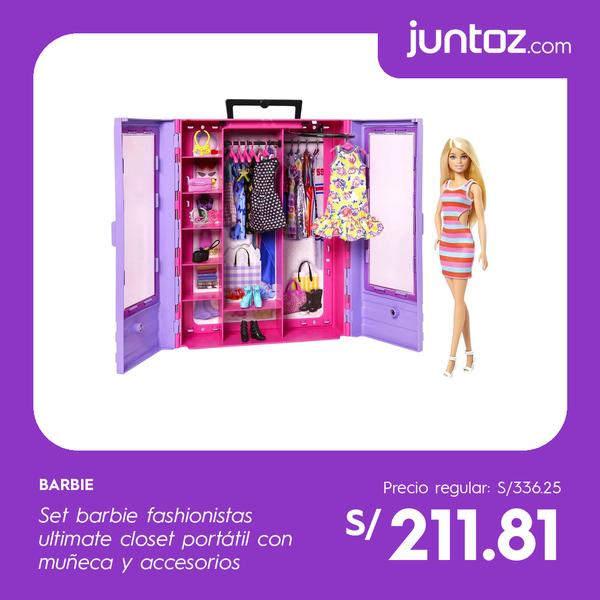 juntoz.com
BARBIE
Set barbie fashionistas
ultimate closet portátil con
muñeca y accesorios
Precio regular: S/336.25
S/211.81